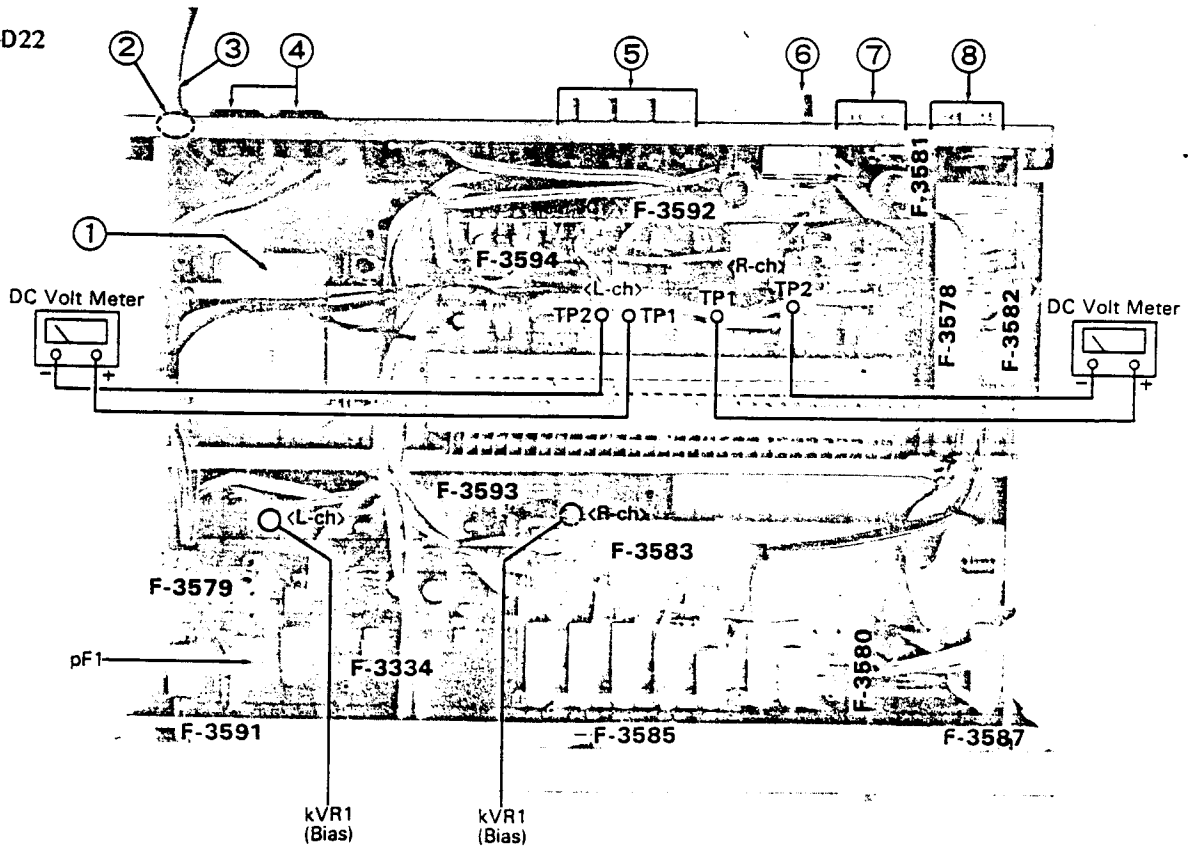 -D22
② ③ ④ ⑤ ⑥ ⑦ ⑧
F-3581
F-3592
①
F-3594
<R-ch>
<L-ch>
TP1 TP2
TP2 TP1
F-3578
F-3582
DC Volt Meter
- +
DC Volt Meter
- +
F-3593
<L-ch>
<R-ch>
F-3583
F-3579
pF1
F-3334
F-3580
F-3591
F-3585
F-3587
kVR1
(Bias)
kVR1
(Bias)